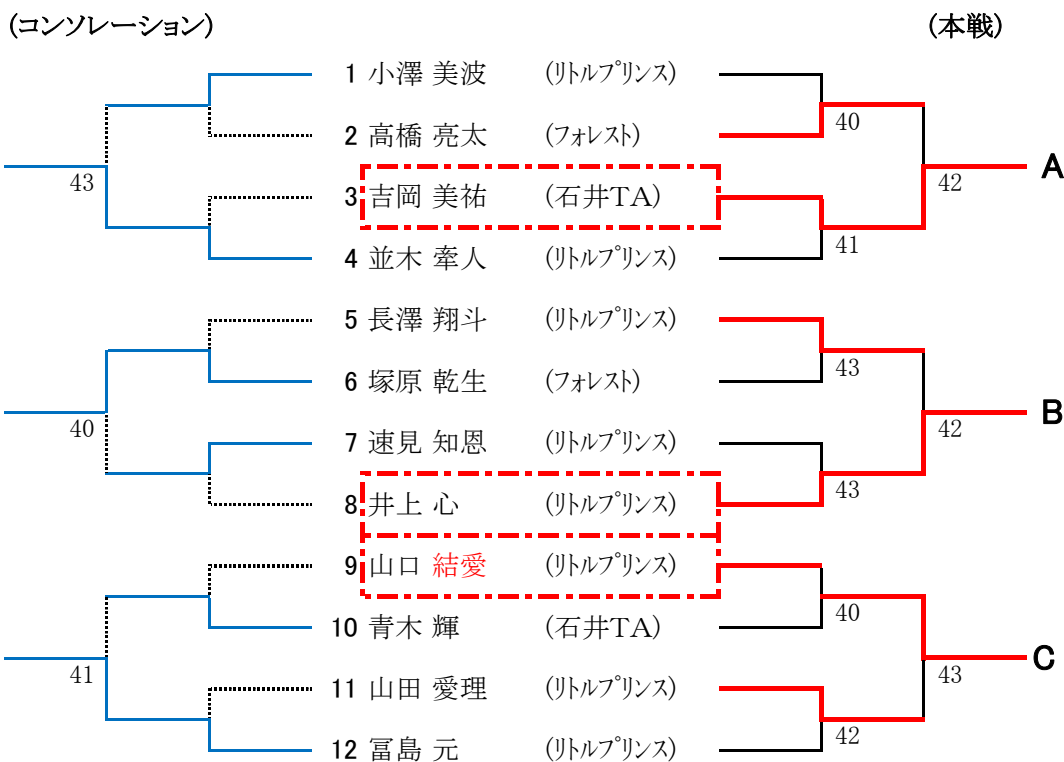 (コンソレーション) (本戦)
1 小澤 美波 (リトルプリンス)
40
2 高橋 亮太 (フォレスト)
43 42 A
3 吉岡 美祐 (石井TA)
41
4 並木 牽人 (リトルプリンス)
5 長澤 翔斗 (リトルプリンス)
43
6 塚原 乾生 (フォレスト)
40 42 B
7 速見 知恩 (リトルプリンス)
43
8 井上 心 (リトルプリンス)
9 山口 結愛 (リトルプリンス)
40
10 青木 輝 (石井TA)
41 43 C
11 山田 愛理 (リトルプリンス)
42
12 冨島 元 (リトルプリンス)